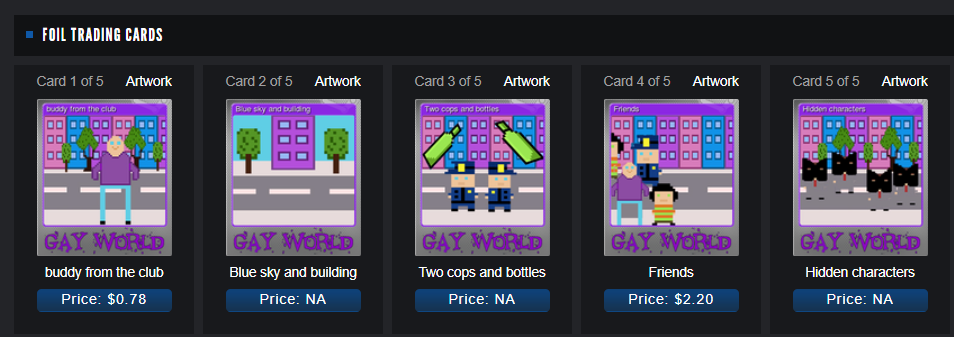 FOIL TRADING CARDS
Card 1 of 5 Artwork
buddy from the club
GAY WORLD
buddy from the club
Price: $0.78
Card 2 of 5 Artwork
Blue sky and building
GAY WORLD
Blue sky and building
Price: NA
Card 3 of 5 Artwork
Two cops and bottles
GAY WORLD
Two cops and bottles
Price: NA
Card 4 of 5 Artwork
Friends
GAY WORLD
Friends
Price: $2.20
Card 5 of 5 Artwork
Hidden characters
GAY WORLD
Hidden characters
Price: NA